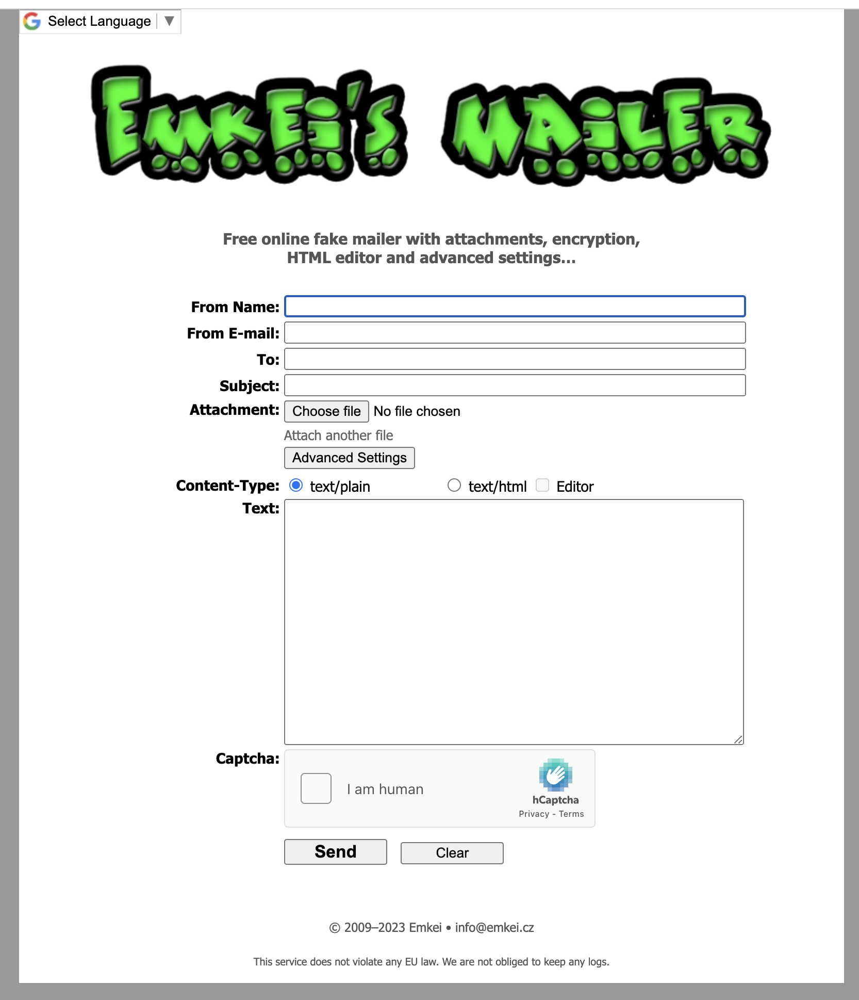 Select Language ▼
Emkei's Mailer
Free online fake mailer with attachments, encryption,
HTML editor and advanced settings...
From Name:
From E-mail:
To:
Subject:
Attachment: Choose file No file chosen
Attach another file
Advanced Settings
Content-Type: text/plain text/html Editor
Text:
Captcha:
I am human
hCaptcha
Privacy - Terms
Send Clear
© 2009–2023 Emkei • info@emkei.cz
This service does not violate any EU law. We are not obliged to keep any logs.